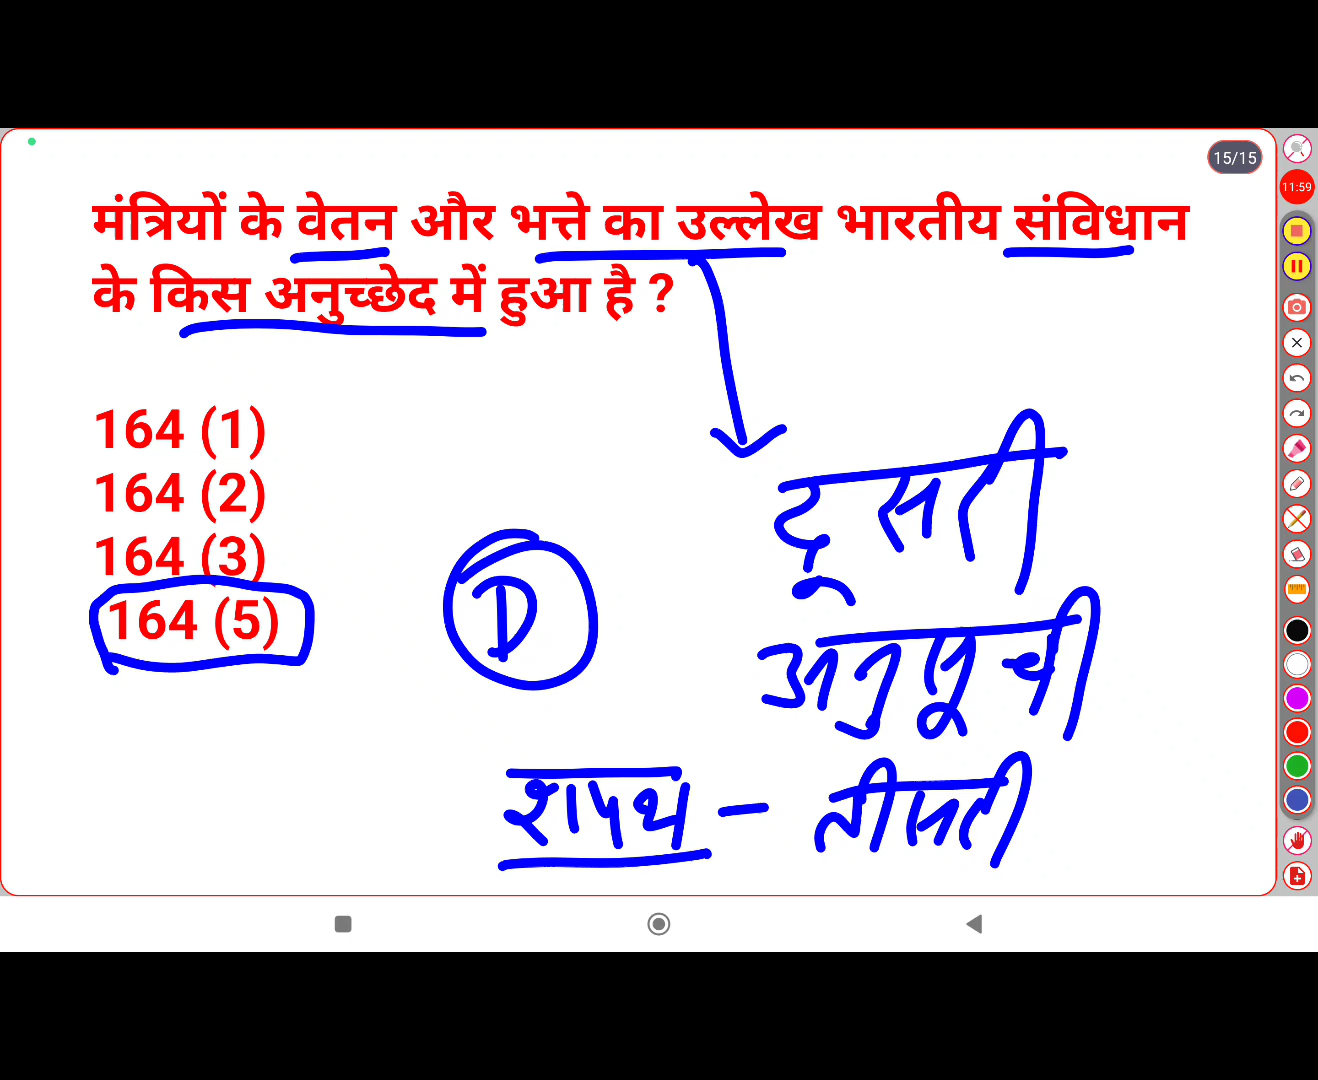 15/15
11:59
मंत्रियों के वेतन और भत्ते का उल्लेख भारतीय संविधान
के किस अनुच्छेद में हुआ है ?
164 (1)
164 (2)
164 (3)
164 (5)
D
दूसरी
अनुसूची
शपथ - तीसरी